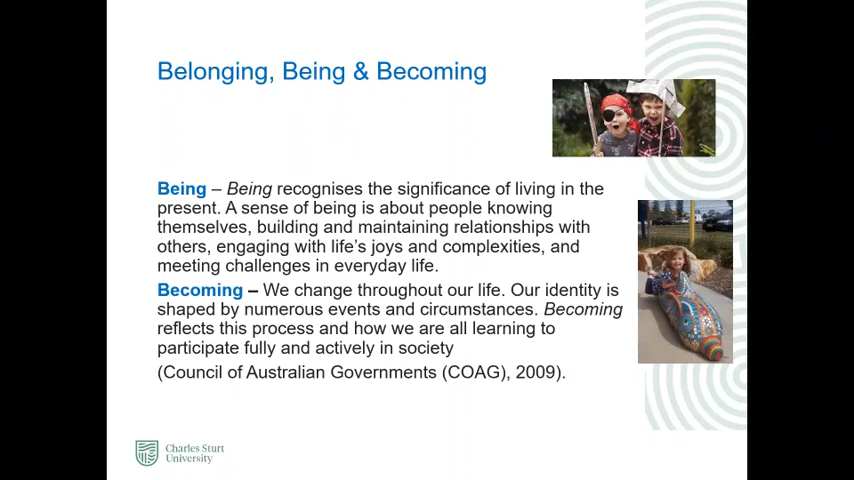 Belonging, Being & Becoming
Being – Being recognises the significance of living in the
present. A sense of being is about people knowing
themselves, building and maintaining relationships with
others, engaging with life's joys and complexities, and
meeting challenges in everyday life.
Becoming – We change throughout our life. Our identity is
shaped by numerous events and circumstances. Becoming
reflects this process and how we are all learning to
participate fully and actively in society
(Council of Australian Governments (COAG), 2009).
Charles Sturt
University